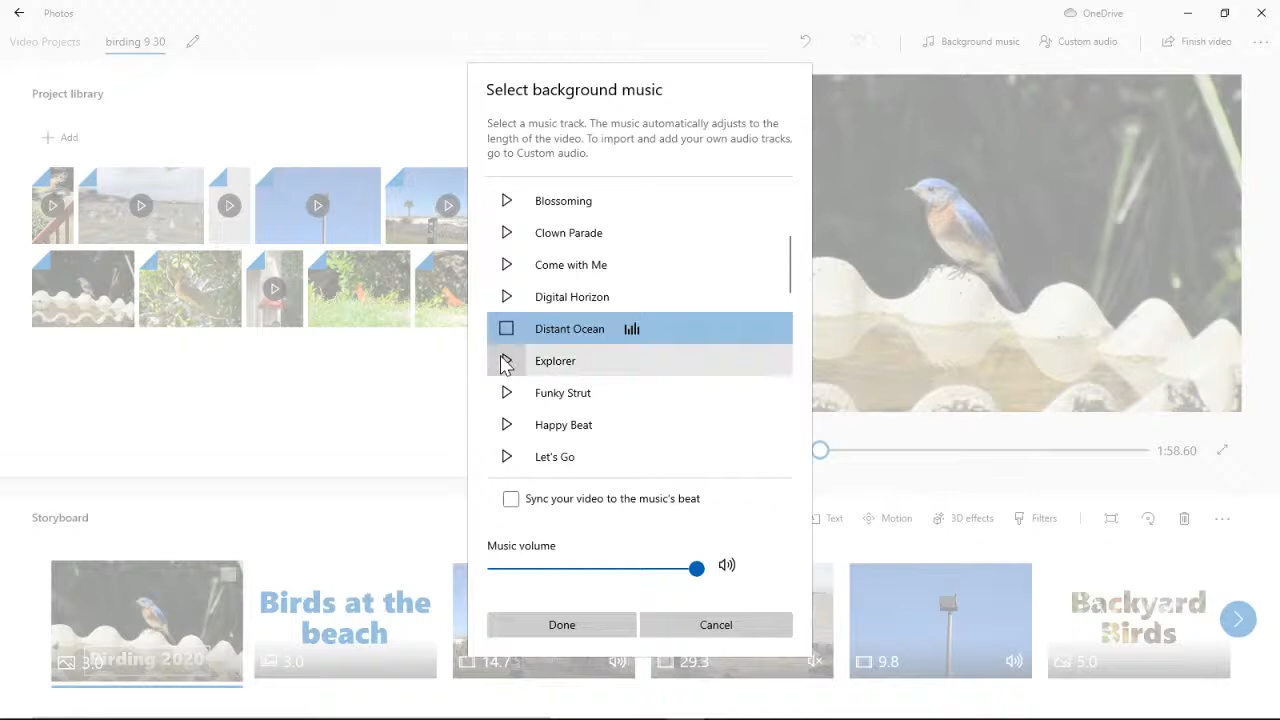 Photos
OneDrive
Video Projects
birding 9 30
Background music
Custom audio
Finish video
Project library
Add
Select background music
Select a music track. The music automatically adjusts to the
length of the video. To import and add your own audio tracks,
go to Custom audio.
Blossoming
Clown Parade
Come with Me
Digital Horizon
Distant Ocean
Explorer
Funky Strut
Happy Beat
Let's Go
Sync your video to the music's beat
Music volume
Done
Cancel
1:58.60
Storyboard
Text
Motion
3D effects
Filters
Birding 2020
3.0
Birds at the
beach
3.0
14.7
29.3
9.8
Backyard
Birds
5.0